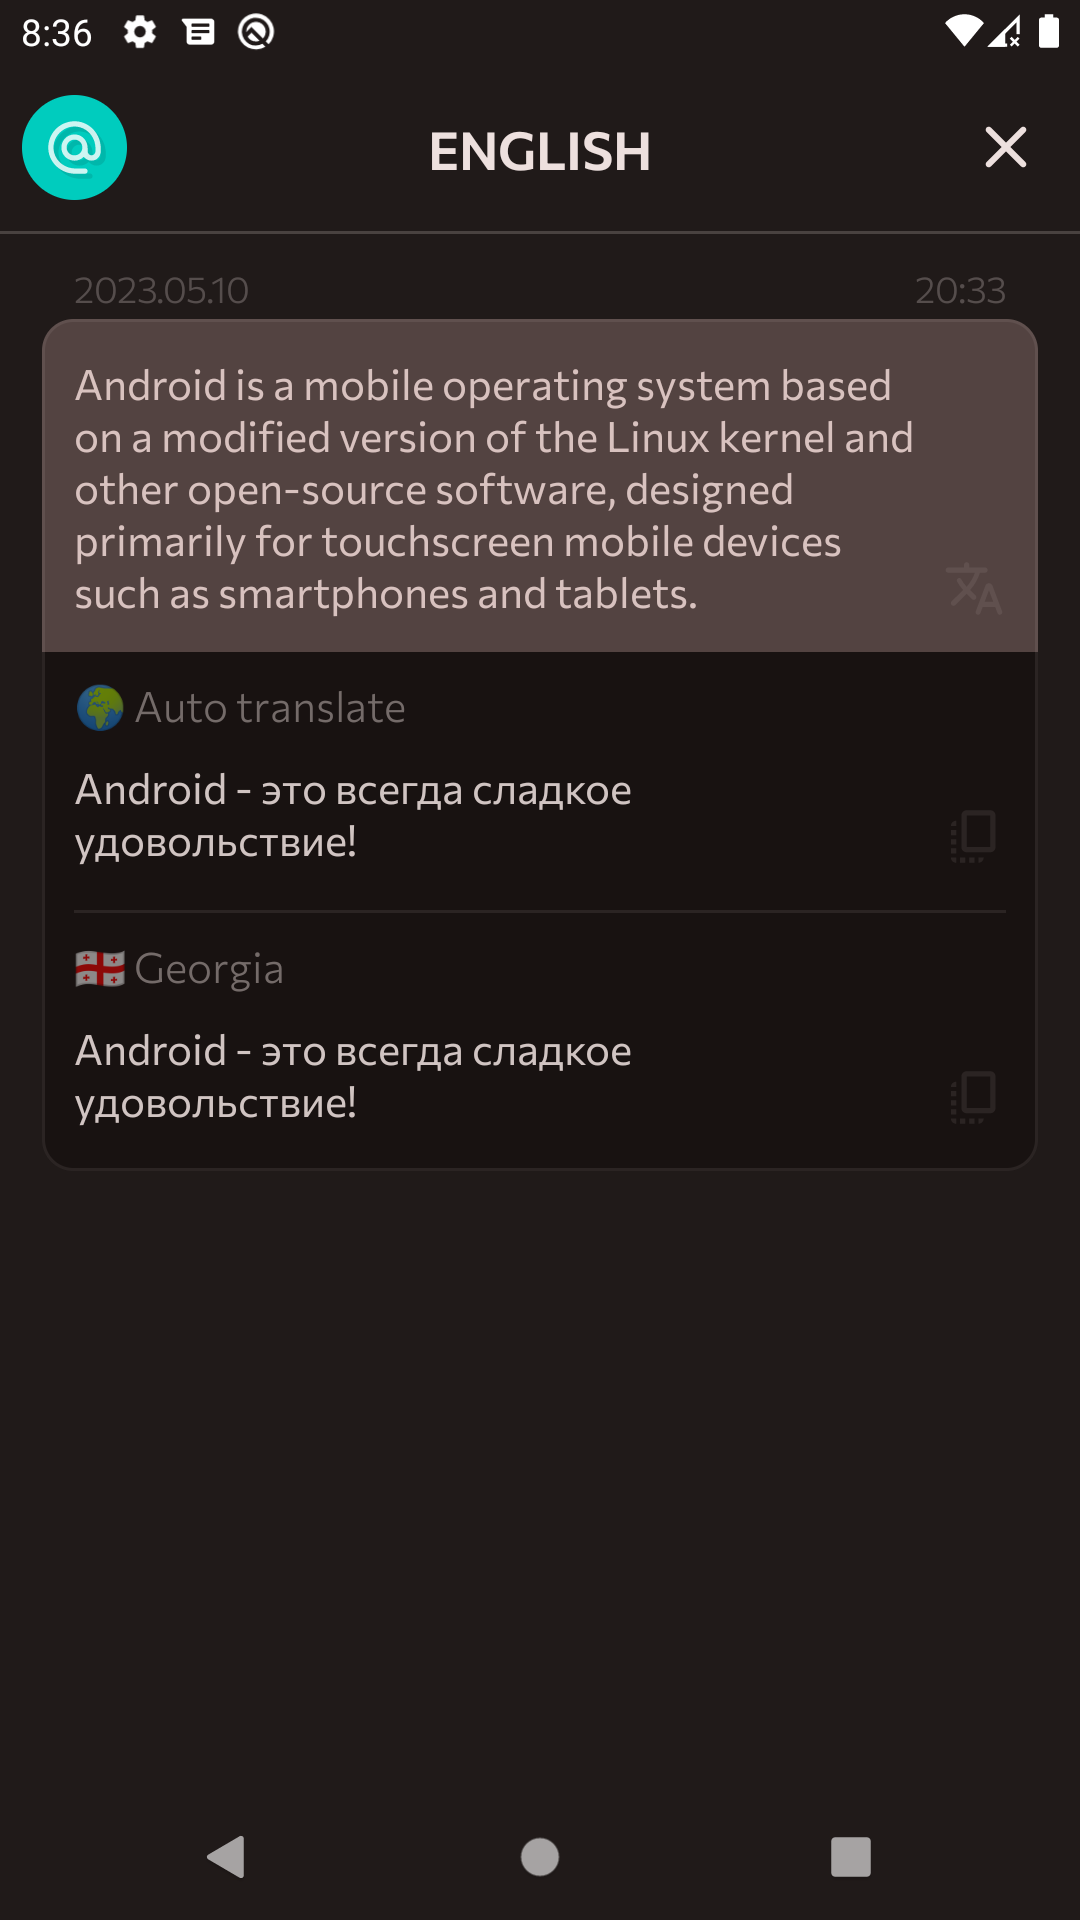 8:36
ENGLISH
2023.05.10
20:33
Android is a mobile operating system based
on a modified version of the Linux kernel and
other open-source software, designed
primarily for touchscreen mobile devices
such as smartphones and tablets.
Auto translate
Android - это всегда сладкое
удовольствие!
Georgia
Android - это всегда сладкое
удовольствие!